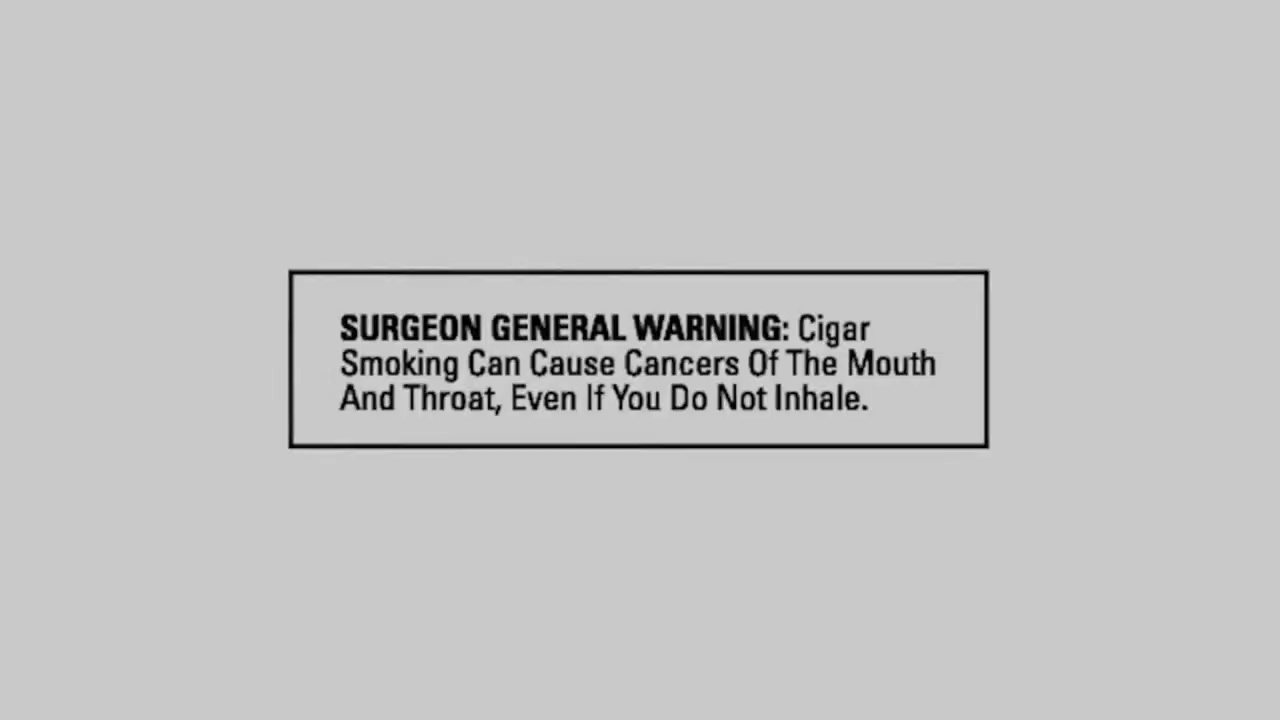 SURGEON GENERAL WARNING: Cigar
Smoking Can Cause Cancers Of The Mouth
And Throat, Even If You Do Not Inhale.